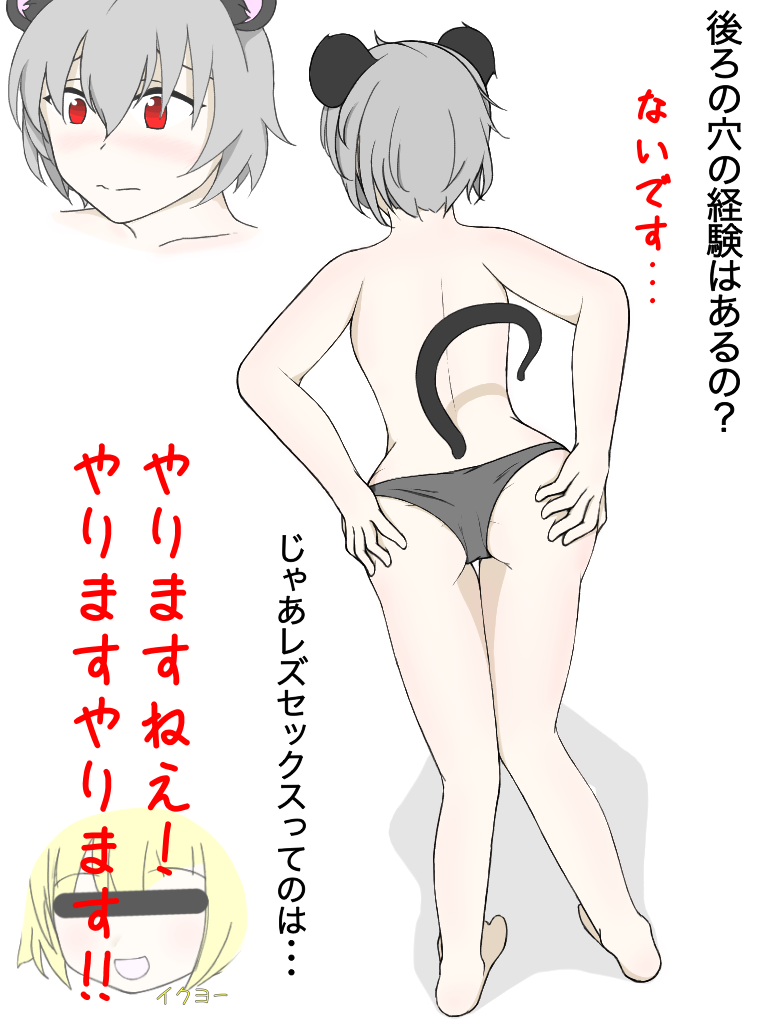 後ろの穴の経験はあるの？
ないです・・・
じゃあレズセックスってのは・・・
やりますねえ！
やりますやります!!
イクヨー